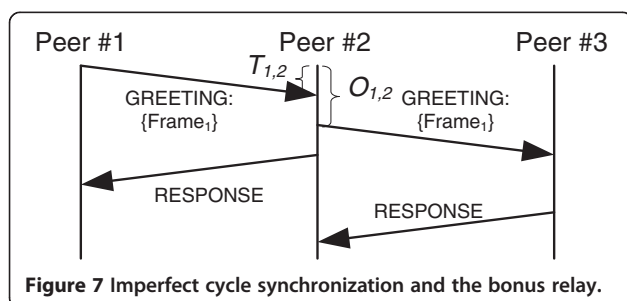 Peer #1 Peer #2 Peer #3
T1,2
O1,2
GREETING:
{Frame1}
GREETING:
{Frame1}
RESPONSE
RESPONSE
Figure 7 Imperfect cycle synchronization and the bonus relay.